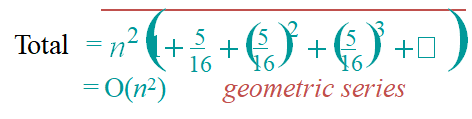 Total = n² (1 + 5/16 + (5/16)² + (5/16)³ + □ )
= O(n²) geometric series